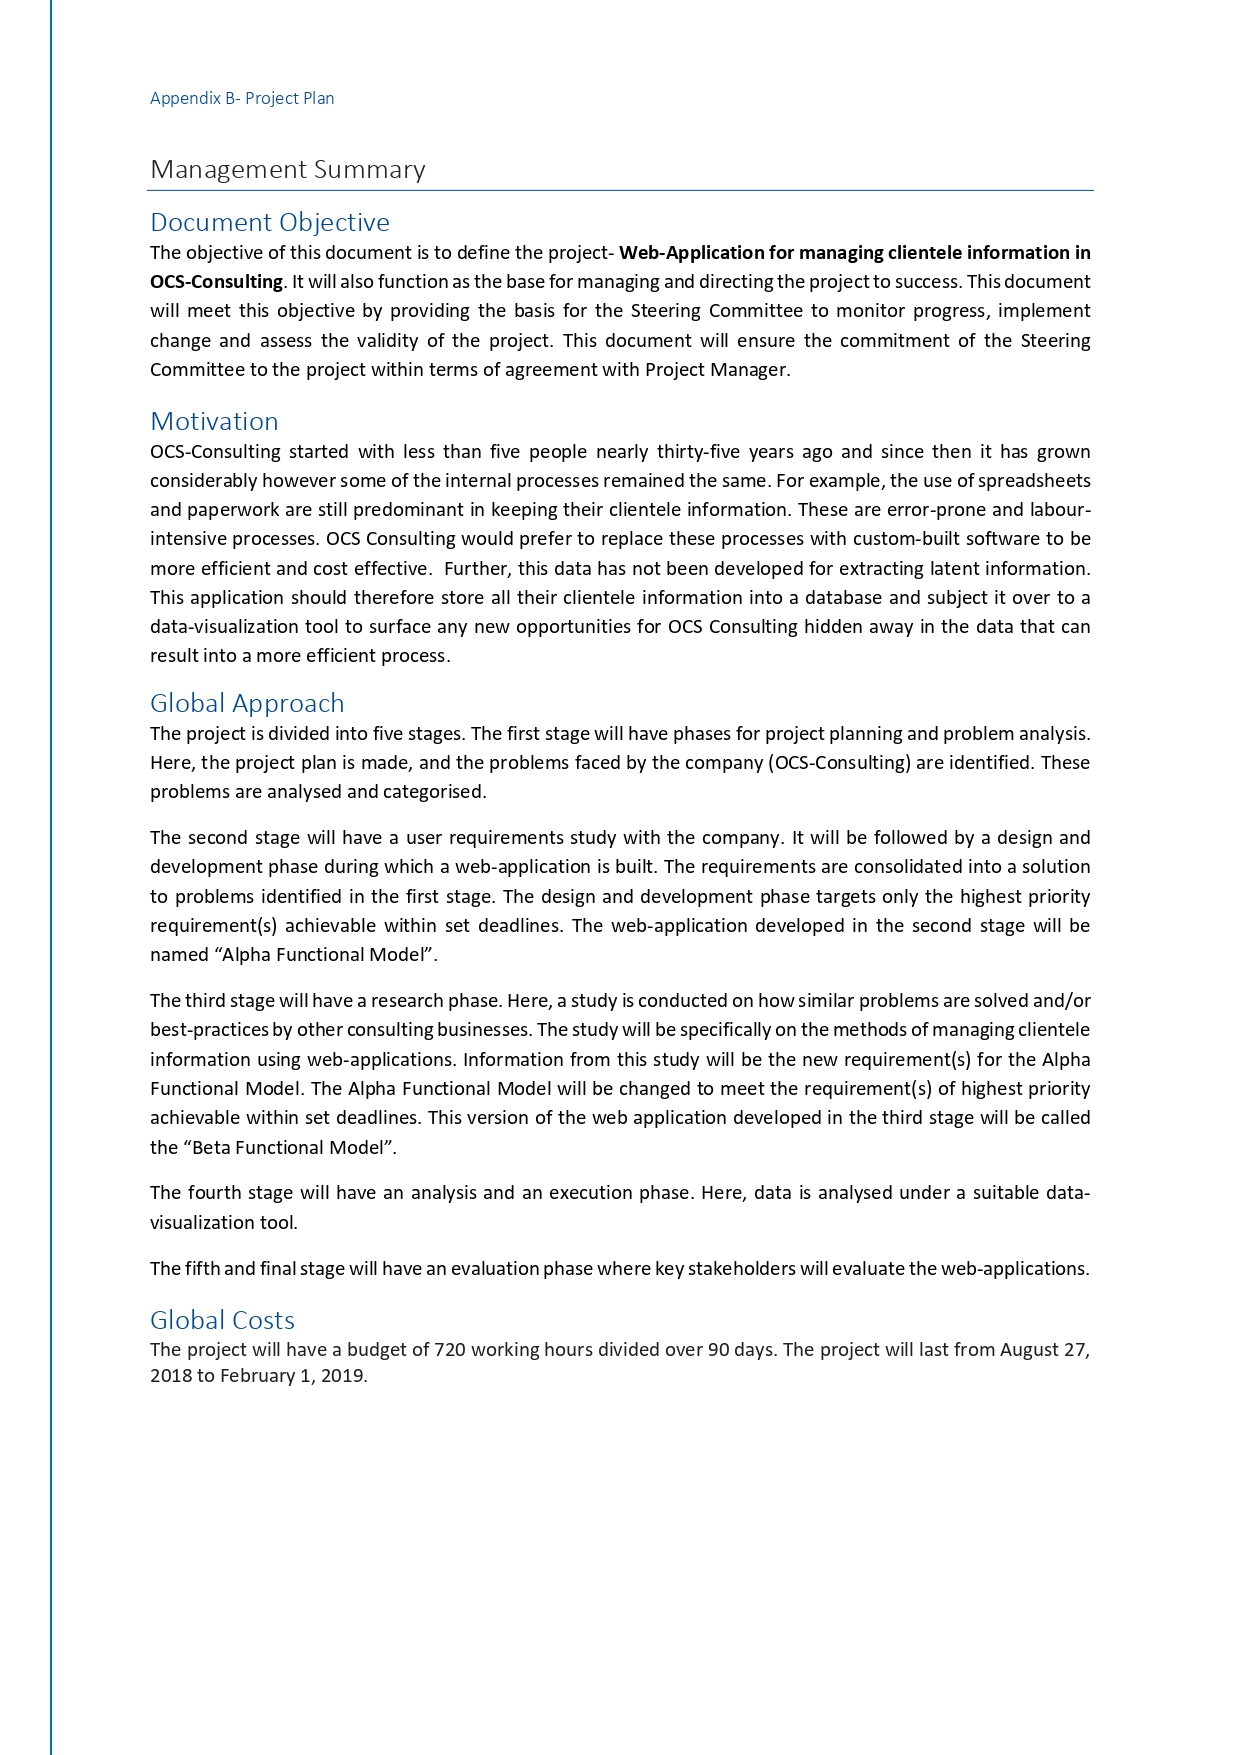 Appendix B- Project Plan
Management Summary
Document Objective
The objective of this document is to define the project- Web-Application for managing clientele information in
OCS-Consulting. It will also function as the base for managing and directing the project to success. This document
will meet this objective by providing the basis for the Steering Committee to monitor progress, implement
change and assess the validity of the project. This document will ensure the commitment of the Steering
Committee to the project within terms of agreement with Project Manager.
Motivation
OCS-Consulting started with less than five people nearly thirty-five years ago and since then it has grown
considerably however some of the internal processes remained the same. For example, the use of spreadsheets
and paperwork are still predominant in keeping their clientele information. These are error-prone and labour-
intensive processes. OCS Consulting would prefer to replace these processes with custom-built software to be
more efficient and cost effective.  Further, this data has not been developed for extracting latent information.
This application should therefore store all their clientele information into a database and subject it over to a
data-visualization tool to surface any new opportunities for OCS Consulting hidden away in the data that can
result into a more efficient process.
Global Approach
The project is divided into five stages. The first stage will have phases for project planning and problem analysis.
Here, the project plan is made, and the problems faced by the company (OCS-Consulting) are identified. These
problems are analysed and categorised.
The second stage will have a user requirements study with the company. It will be followed by a design and
development phase during which a web-application is built. The requirements are consolidated into a solution
to problems identified in the first stage. The design and development phase targets only the highest priority
requirement(s) achievable within set deadlines. The web-application developed in the second stage will be
named “Alpha Functional Model”.
The third stage will have a research phase. Here, a study is conducted on how similar problems are solved and/or
best-practices by other consulting businesses. The study will be specifically on the methods of managing clientele
information using web-applications. Information from this study will be the new requirement(s) for the Alpha
Functional Model. The Alpha Functional Model will be changed to meet the requirement(s) of highest priority
achievable within set deadlines. This version of the web application developed in the third stage will be called
the “Beta Functional Model”.
The fourth stage will have an analysis and an execution phase. Here, data is analysed under a suitable data-
visualization tool.
The fifth and final stage will have an evaluation phase where key stakeholders will evaluate the web-applications.
Global Costs
The project will have a budget of 720 working hours divided over 90 days. The project will last from August 27,
2018 to February 1, 2019.